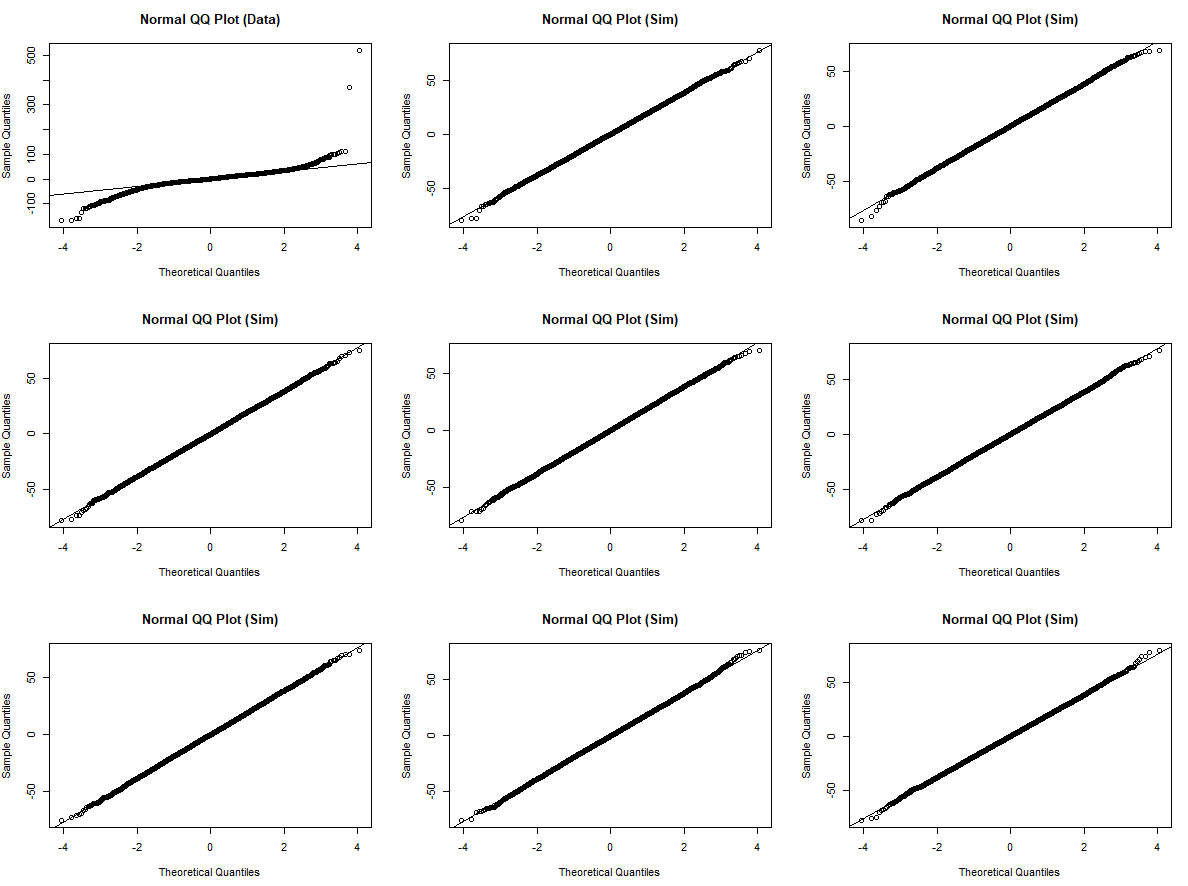 Normal QQ Plot (Data)
Sample Quantiles
500
300
100
0
-100
-4 -2 0 2 4
Theoretical Quantiles
Normal QQ Plot (Sim)
Sample Quantiles
50
0
-50
-4 -2 0 2 4
Theoretical Quantiles
Normal QQ Plot (Sim)
Sample Quantiles
50
0
-50
-4 -2 0 2 4
Theoretical Quantiles
Normal QQ Plot (Sim)
Sample Quantiles
50
0
-50
-4 -2 0 2 4
Theoretical Quantiles
Normal QQ Plot (Sim)
Sample Quantiles
50
0
-50
-4 -2 0 2 4
Theoretical Quantiles
Normal QQ Plot (Sim)
Sample Quantiles
50
0
-50
-4 -2 0 2 4
Theoretical Quantiles
Normal QQ Plot (Sim)
Sample Quantiles
50
0
-50
-4 -2 0 2 4
Theoretical Quantiles
Normal QQ Plot (Sim)
Sample Quantiles
50
0
-50
-4 -2 0 2 4
Theoretical Quantiles
Normal QQ Plot (Sim)
Sample Quantiles
50
0
-50
-4 -2 0 2 4
Theoretical Quantiles